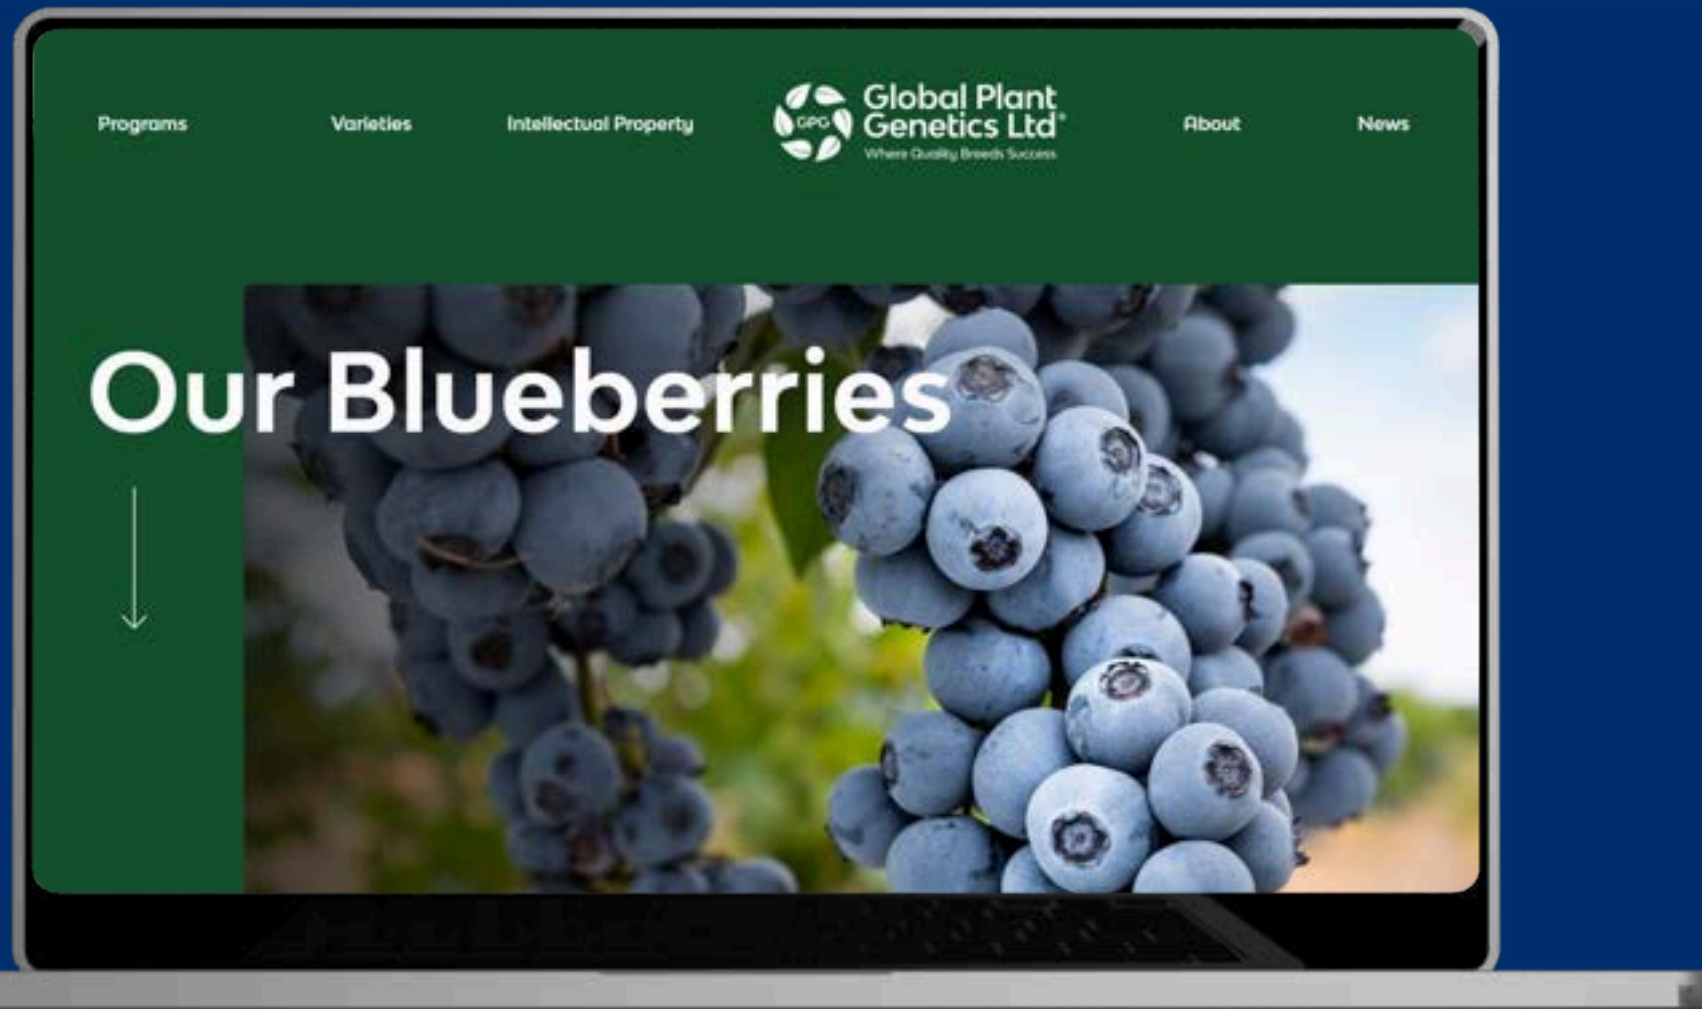 Programs
Varieties
Intellectual Property
GPG
Global Plant
Genetics Ltd®
Where Quality Breeds Success
About
News
Our Blueberries